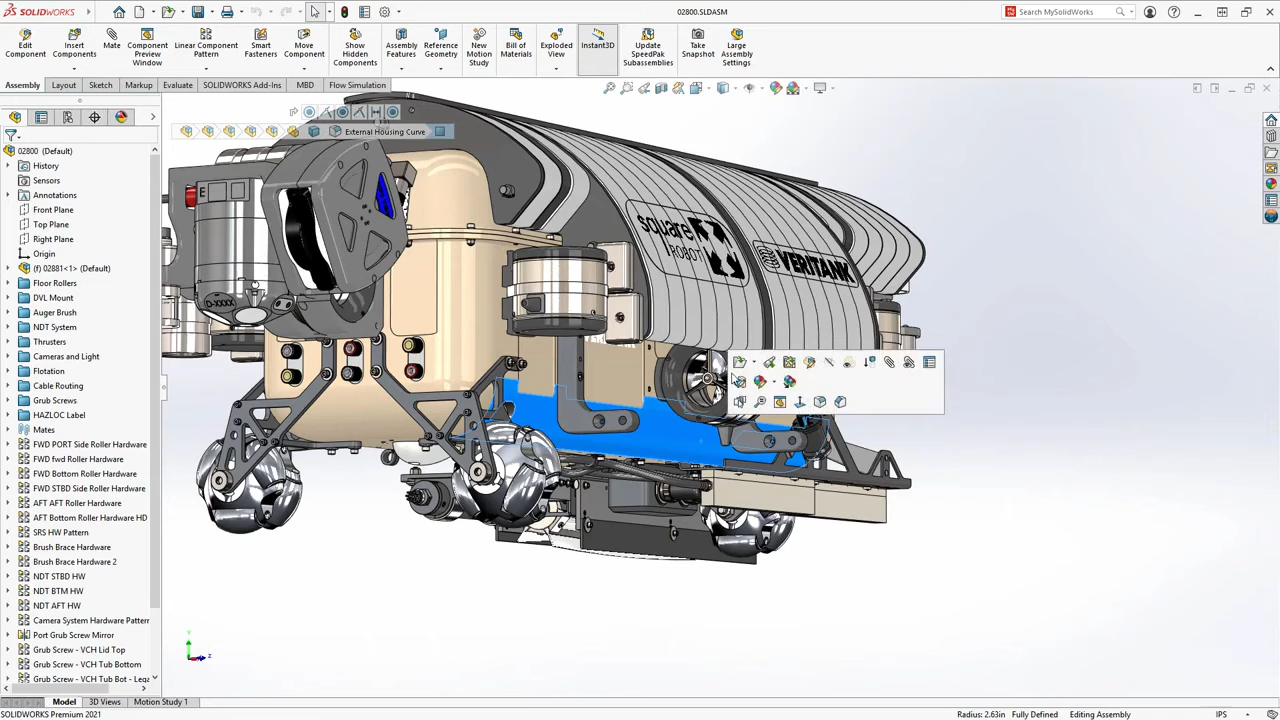 SOLIDWORKS
02800.SLDASM
Search MySolidWorks
Edit
Component
Insert
Components
Mate
Component
Preview
Window
Linear Component
Pattern
Smart
Fasteners
Move
Component
Show
Hidden
Components
Assembly
Features
Reference
Geometry
New
Motion
Study
Bill of
Materials
Exploded
View
Instant3D
Update
SpeedPak
Subassemblies
Take
Snapshot
Large
Assembly
Settings
Assembly
Layout
Sketch
Markup
Evaluate
SOLIDWORKS Add-Ins
MBD
Flow Simulation
External Housing Curve
02800 (Default)
History
Sensors
Annotations
Front Plane
Top Plane
Right Plane
Origin
(f) 02881<1> (Default)
Floor Rollers
DVL Mount
Auger Brush
NDT System
Thrusters
Cameras and Light
Flotation
Cable Routing
Grub Screws
HAZLOC Label
Mates
FWD PORT Side Roller Hardware
FWD fwd Roller Hardware
FWD Bottom Roller Hardware
FWD STBD Side Roller Hardware
AFT AFT Roller Hardware
AFT Bottom Roller Hardware HD
SRS HW Pattern
Brush Brace Hardware
Brush Brace Hardware 2
NDT STBD HW
NDT BTM HW
NDT AFT HW
Camera System Hardware Patte
Port Grub Screw Mirror
Grub Screw - VCH Lid Top
Grub Screw - VCH Tub Bottom
Grub Screw - VCH Tub Bot - Lega
E
D-XXXX
square
ROBOT
VERITANK
Y
Z
Model
3D Views
Motion Study 1
SOLIDWORKS Premium 2021
Radius: 2.63in
Fully Defined
Editing Assembly
IPS